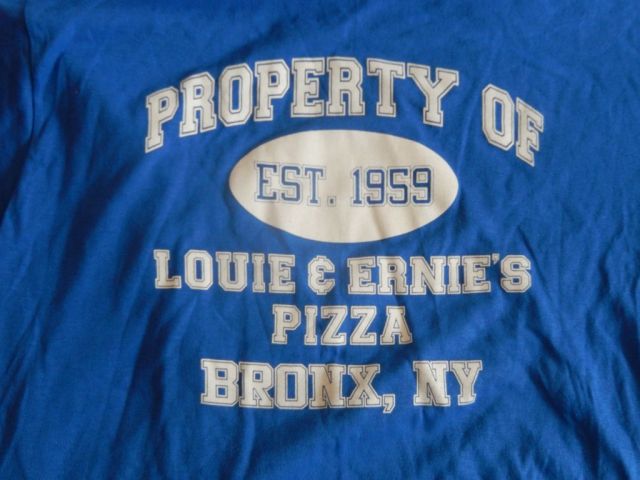 PROPERTY OF
EST. 1959
LOUIE & ERNIE'S
PIZZA
BRONX, NY